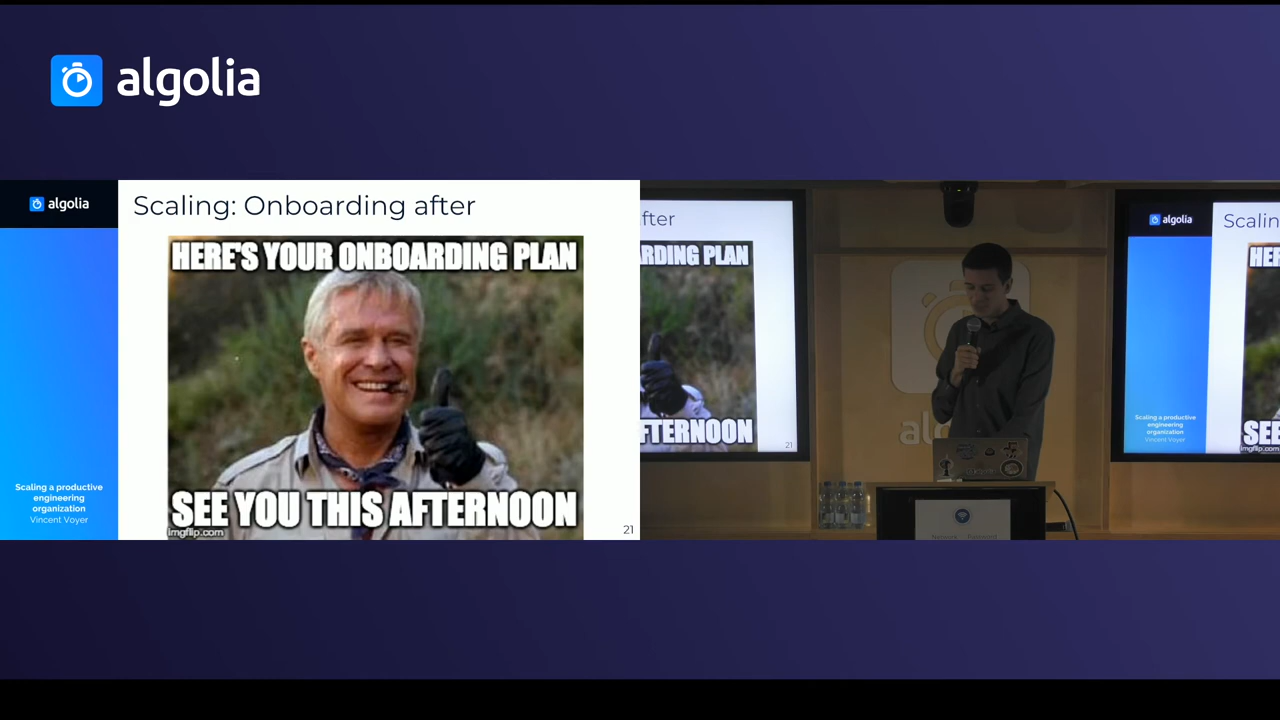 algolia
algolia
Scaling: Onboarding after
HERE'S YOUR ONBOARDING PLAN
SEE YOU THIS AFTERNOON
imgflip.com
Scaling a productive
engineering
organization
Vincent Voyer
21
fter
RDING PLAN
FTERNOON
21
alg
algolia
Scalin
HER
SEE
imgflip.com
Scaling a productive
engineering
organization
Vincent Voyer